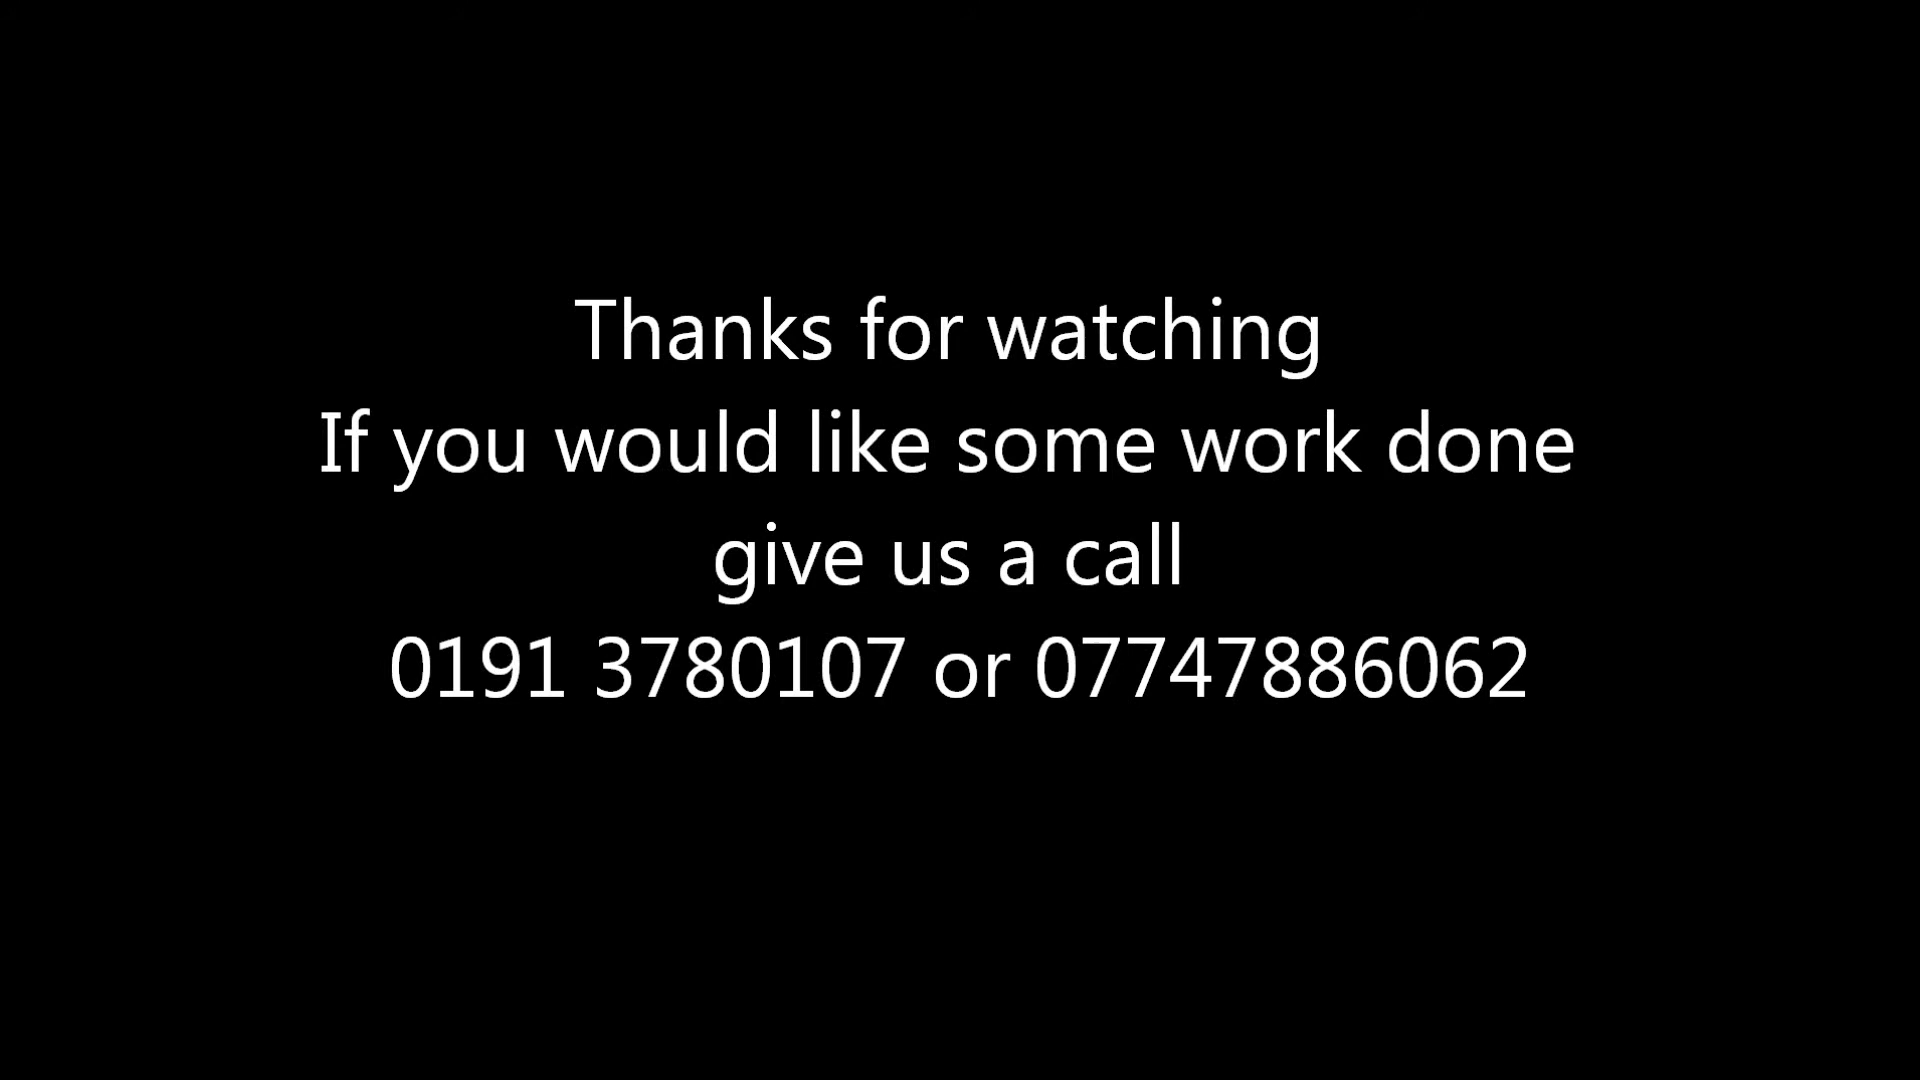 Thanks for watching
If you would like some work done
give us a call
0191 3780107 or 07747886062